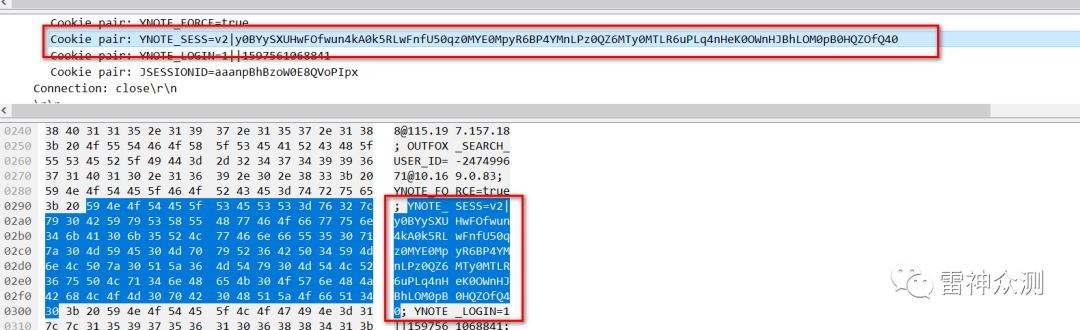 Cookie pair: YNOTE_FORCE=true
Cookie pair: YNOTE_SESS=v2|y0BYySXUHwFOfwun4kA0k5RLwFnfU50qz0MYE0MpyR6BP4YMnLPz0QZ6MTy0MTLR6uPLq4nHeK0OWnHJBhLOM0pB0HQZOfQ40
Cookie pair: YNOTE_LOGIN=1||1597561068841
Cookie pair: JSESSIONID=aaanpBhBzoW0E8QVoPIpx
Connection: close\r\n
\r\n
0240 38 40 31 31 35 2e 31 39 37 2e 31 35 37 2e 31 38 8@115.19 7.157.18
0250 3b 20 4f 55 54 46 4f 58 5f 53 45 41 52 43 48 5f ; OUTFOX _SEARCH_
0260 55 53 45 52 5f 49 44 3d 2d 32 34 37 34 39 39 36 USER_ID= -2474996
0270 37 31 40 31 30 2e 31 36 39 2e 30 2e 38 33 3b 20 71@10.16 9.0.83;
0280 59 4e 4f 54 45 5f 46 4f 52 43 45 3d 74 72 75 65 YNOTE_FO RCE=true
0290 3b 20 59 4e 4f 54 45 5f 53 45 53 53 3d 76 32 7c ; YNOTE_ SESS=v2|
02a0 79 30 42 59 79 53 58 55 48 77 46 4f 66 77 75 6e y0BYySXU HwFOfwun
02b0 34 6b 41 30 6b 35 52 4c 77 46 6e 66 55 35 30 71 4kA0k5RL wFnfU50q
02c0 7a 30 4d 59 45 30 4d 70 79 52 36 42 50 34 59 4d z0MYE0Mp yR6BP4YM
02d0 6e 4c 50 7a 30 51 5a 36 4d 54 79 30 4d 54 4c 52 nLPz0QZ6 MTy0MTLR
02e0 36 75 50 4c 71 34 6e 48 65 4b 30 4f 57 6e 48 4a 6uPLq4nH eK0OWnHJ
02f0 42 68 4c 4f 4d 30 70 42 30 48 51 5a 4f 66 51 34 BhLOM0pB 0HQZOfQ4
0300 30 3b 20 59 4e 4f 54 45 5f 4c 4f 47 49 4e 3d 31 0; YNOTE _LOGIN=1
0310 7c 7c 31 35 39 37 35 36 31 30 36 38 38 34 31 3b ||159756 1068841;
雷神众测